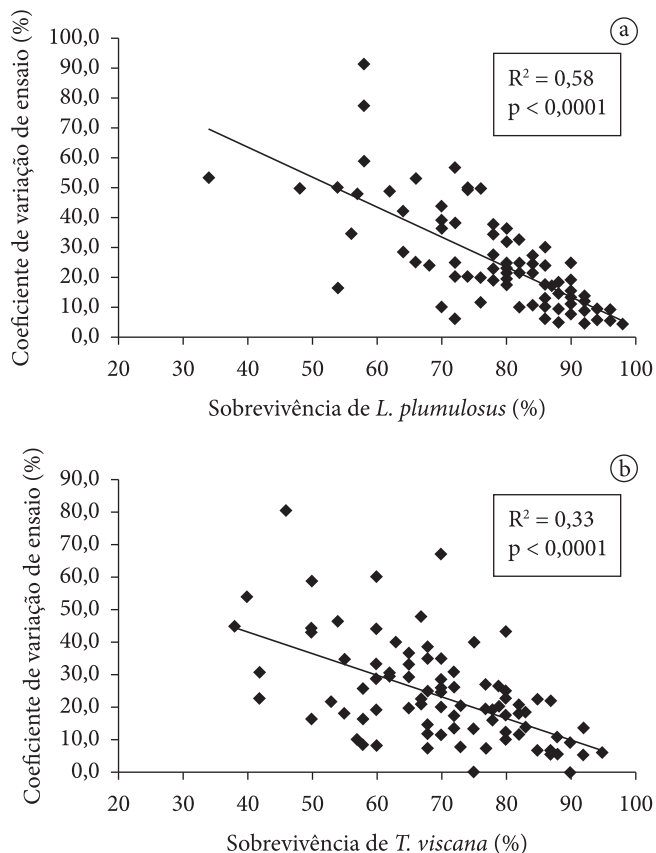 a
Coeficiente de variação de ensaio (%)
100,0
90,0
80,0
70,0
60,0
50,0
40,0
30,0
20,0
10,0
0,0
R² = 0,58
p < 0,0001
20 30 40 50 60 70 80 90 100
Sobrevivência de L. plumulosus (%)
b
Coeficiente de variação de ensaio (%)
90,0
80,0
70,0
60,0
50,0
40,0
30,0
20,0
10,0
0,0
R² = 0,33
p < 0,0001
20 30 40 50 60 70 80 90 100
Sobrevivência de T. viscana (%)